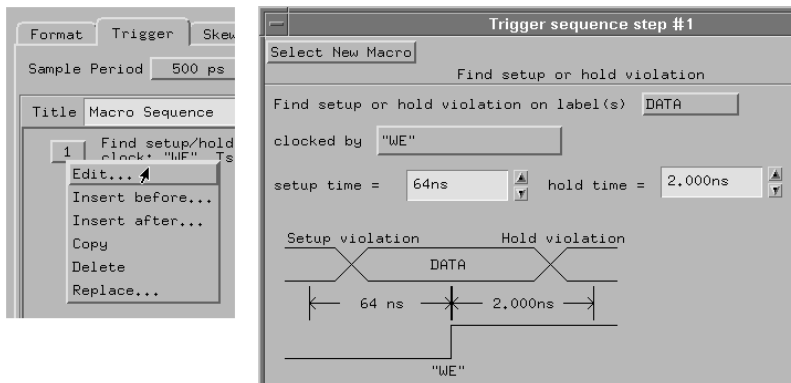 Format Trigger Skew
Sample Period 500 ps
Title Macro Sequence
1 Find setup/hold
clock: "WE" Ts
Edit...
Insert before...
Insert after...
Copy
Delete
Replace...
Trigger sequence step #1
Select New Macro
Find setup or hold violation
Find setup or hold violation on label(s) DATA
clocked by "WE"
setup time = 64ns hold time = 2.000ns
Setup violation Hold violation
DATA
64 ns 2.000ns
"WE"